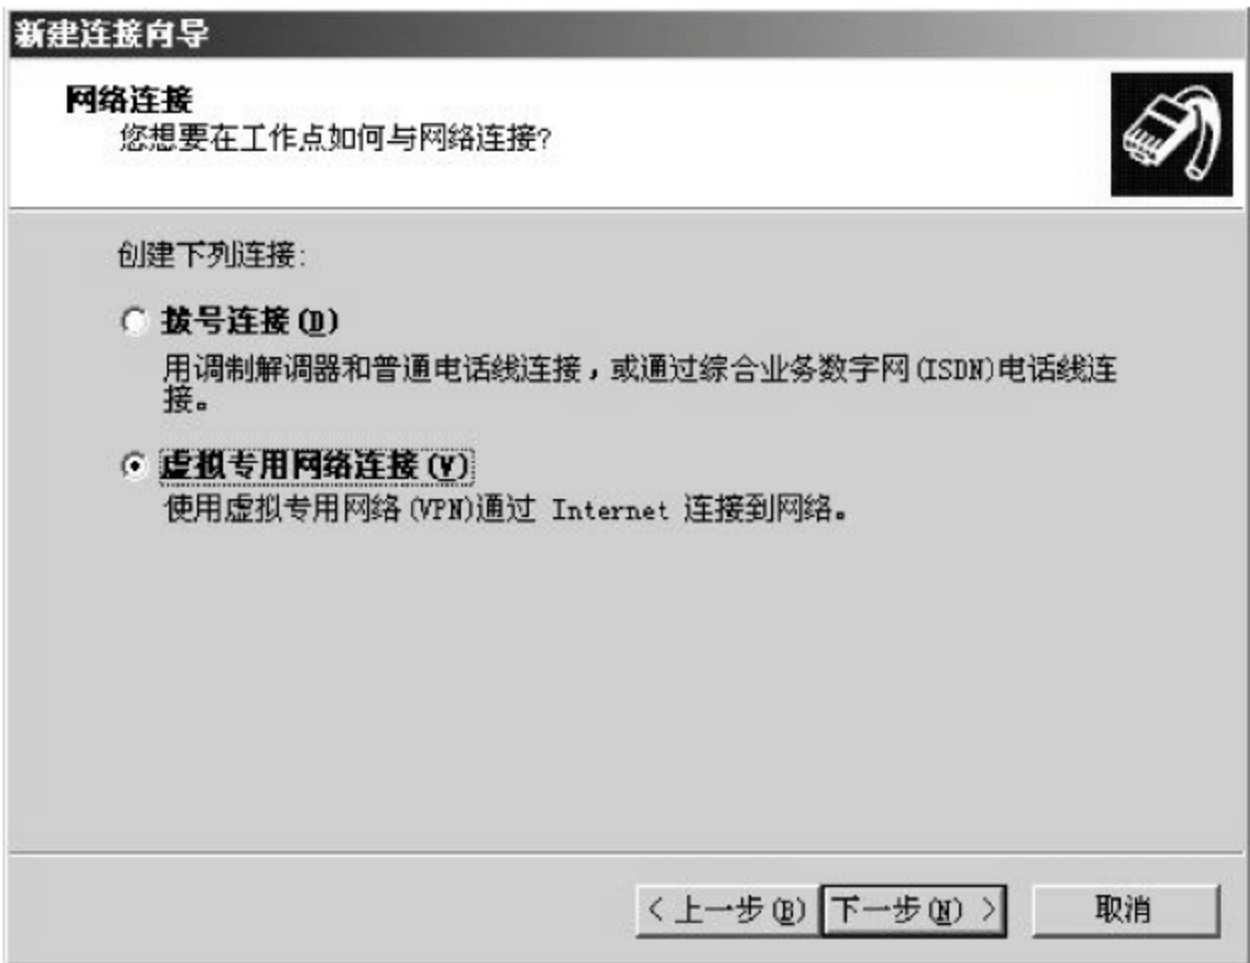 新建连接向导
网络连接
您想要在工作点如何与网络连接?
创建下列连接:
拨号连接(D)
用调制解调器和普通电话线连接,或通过综合业务数字网(ISDN)电话线连
接。
虚拟专用网络连接(V)
使用虚拟专用网络(VPN)通过 Internet 连接到网络。
< 上一步(B) 下一步(N) > 取消